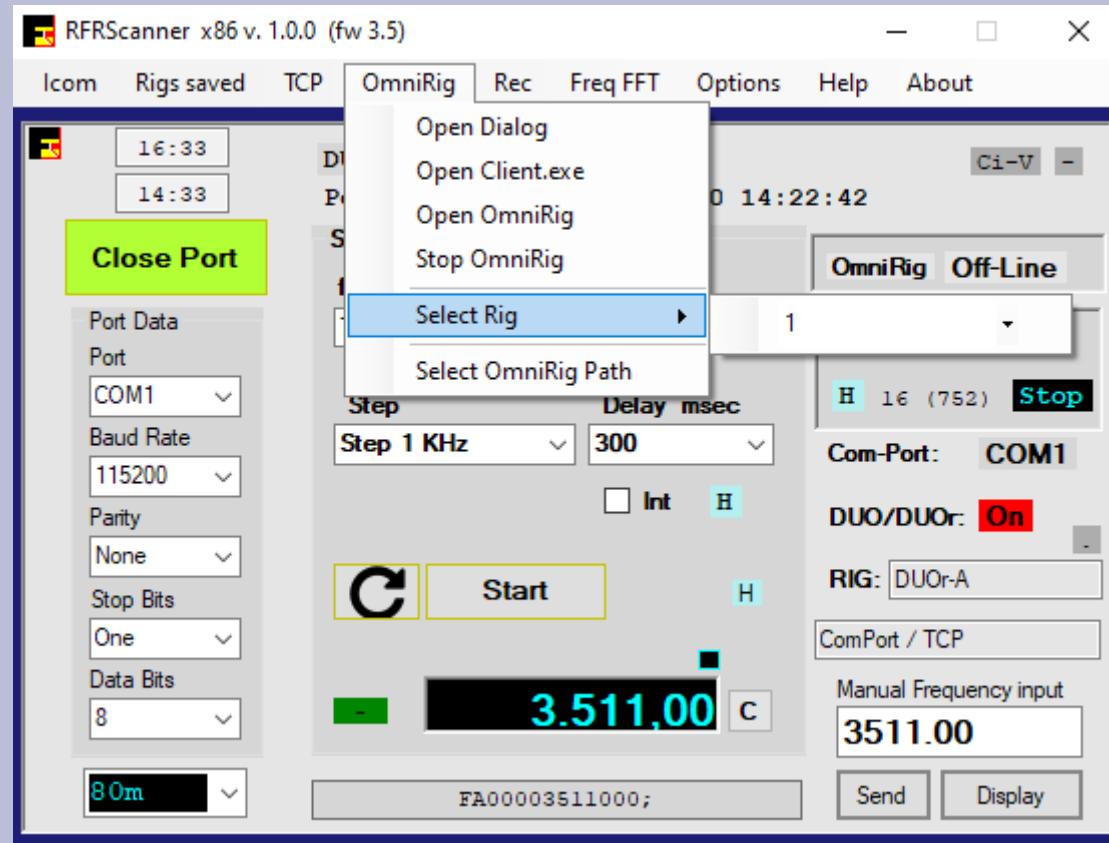 RFRScanner x86 v. 1.0.0 (fw 3.5)
Icom Rigs saved TCP OmniRig Rec Freq FFT Options Help About
Open Dialog
Open Client.exe
Open OmniRig
Stop OmniRig
Select Rig
1
Select OmniRig Path
16:33
14:33
Close Port
Port Data
Port
COM1
Baud Rate
115200
Parity
None
Stop Bits
One
Data Bits
8
80m
14:22:42
Step
Delay msec
Step 1 KHz
300
Int H
Start
H
-
3.511,00
C
FA00003511000;
Ci-V -
OmniRig Off-Line
H 16 (752) Stop
Com-Port: COM1
DUO/DUOr: On
.
RIG: DUOr-A
ComPort / TCP
Manual Frequency input
3511.00
Send Display